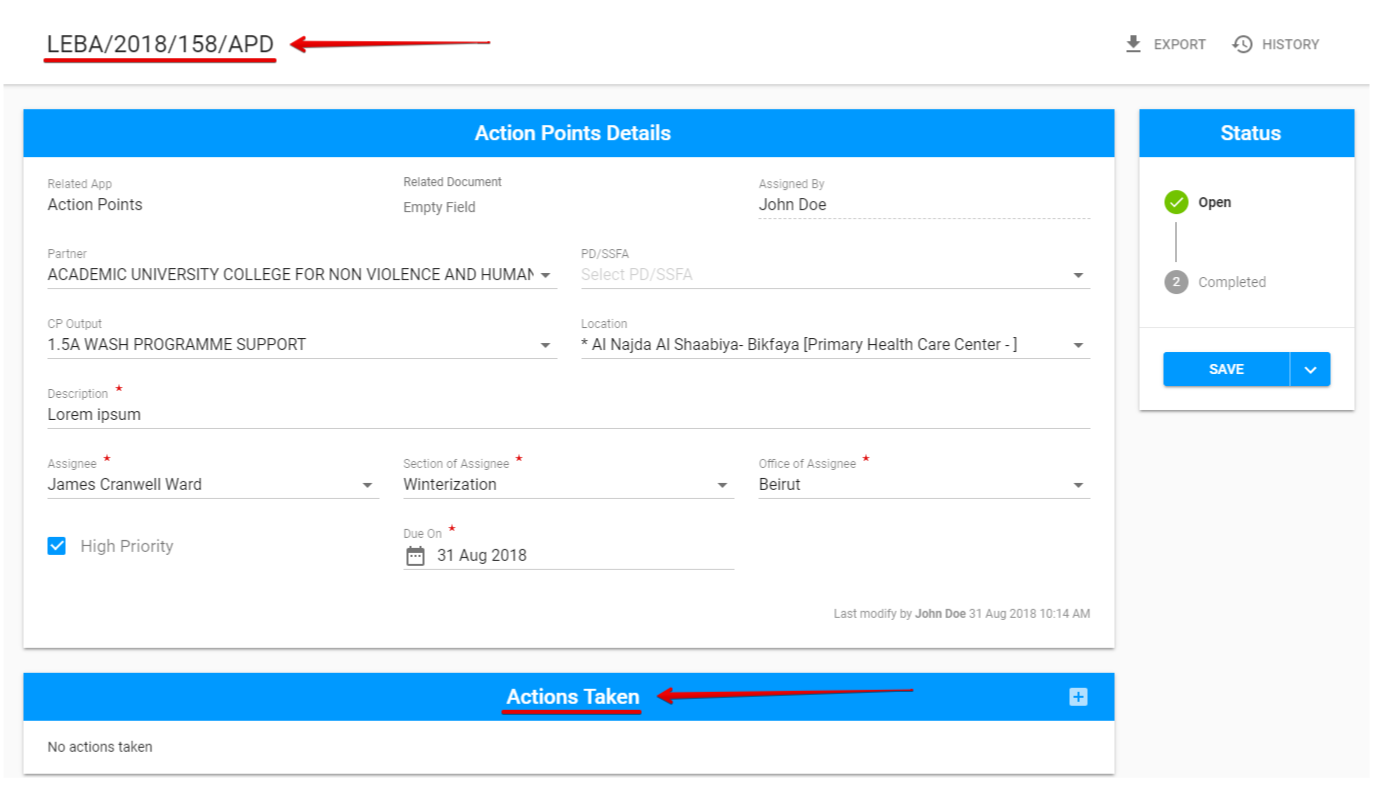 LEBA/2018/158/APD
EXPORT
HISTORY
Action Points Details
Status
Related App
Related Document
Assigned By
Action Points
Empty Field
John Doe
Open
Partner
PD/SSFA
ACADEMIC UNIVERSITY COLLEGE FOR NON VIOLENCE AND HUMAN
Select PD/SSFA
2 Completed
CP Output
Location
1.5A WASH PROGRAMME SUPPORT
* Al Najda Al Shaabiya- Bikfaya [Primary Health Care Center - ]
SAVE
Description *
Lorem ipsum
Assignee *
Section of Assignee *
Office of Assignee *
James Cranwell Ward
Winterization
Beirut
High Priority
Due On *
31 Aug 2018
Last modify by John Doe 31 Aug 2018 10:14 AM
Actions Taken
No actions taken